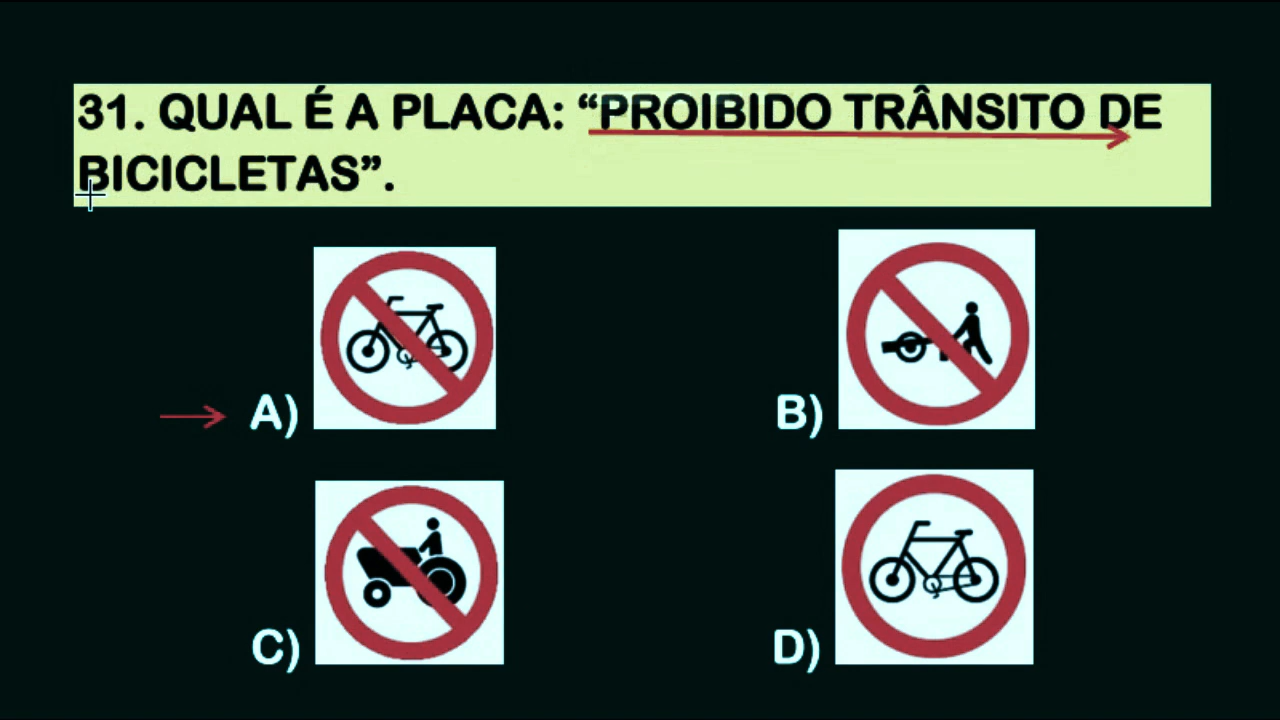 31. QUAL É A PLACA: “PROIBIDO TRÂNSITO DE
BICICLETAS”.
A)
B)
C)
D)